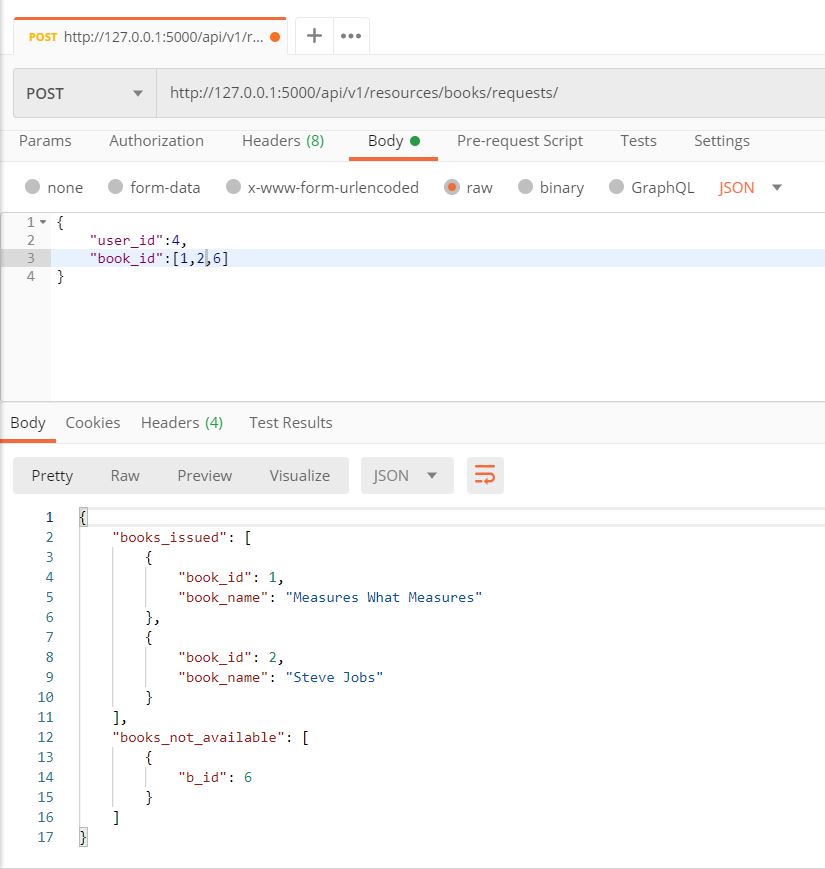 POST http://127.0.0.1:5000/api/v1/r... + •••
POST http://127.0.0.1:5000/api/v1/resources/books/requests/
Params Authorization Headers (8) Body Pre-request Script Tests Settings
none form-data x-www-form-urlencoded raw binary GraphQL JSON
1 {
2 "user_id":4,
3 "book_id":[1,2,6]
4 }
Body Cookies Headers (4) Test Results
Pretty Raw Preview Visualize JSON
1 {
2 "books_issued": [
3 {
4 "book_id": 1,
5 "book_name": "Measures What Measures"
6 },
7 {
8 "book_id": 2,
9 "book_name": "Steve Jobs"
10 }
11 ],
12 "books_not_available": [
13 {
14 "b_id": 6
15 }
16 ]
17 }